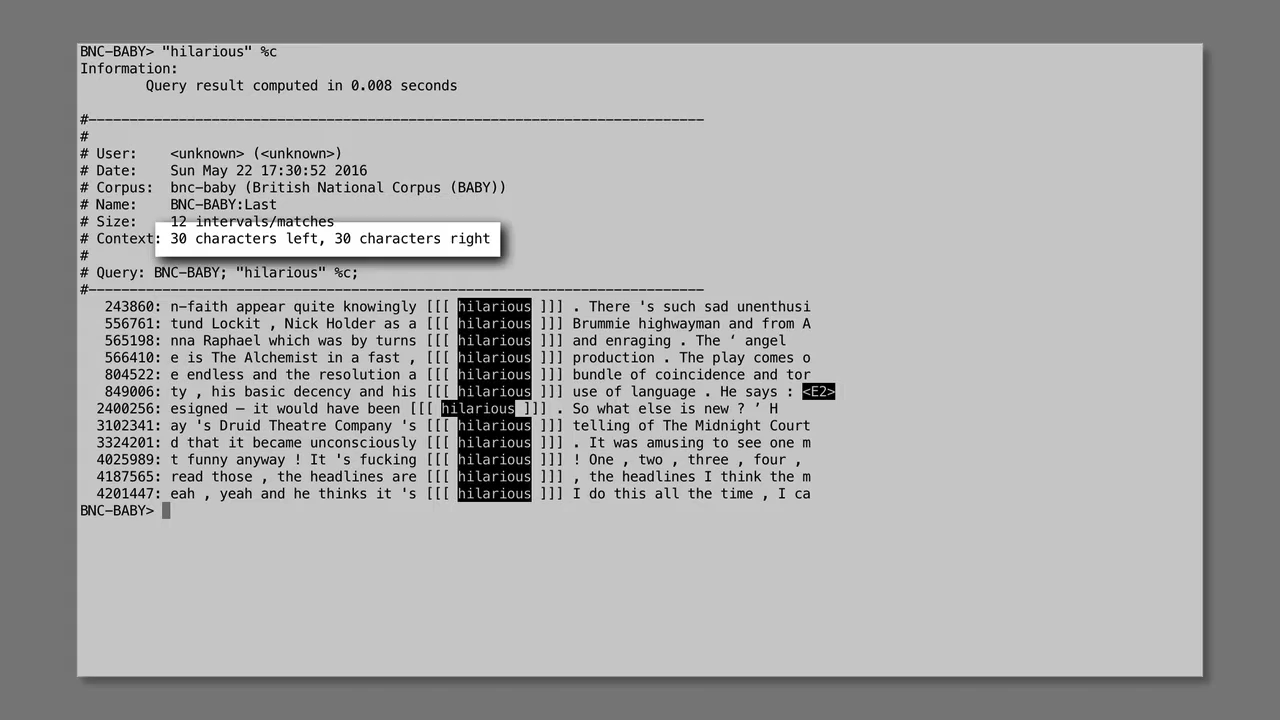 BNC-BABY> "hilarious" %c
Information:
Query result computed in 0.008 seconds
#---------------------------------------------------------------------------
#
# User: <unknown> (<unknown>)
# Date: Sun May 22 17:30:52 2016
# Corpus: bnc-baby (British National Corpus (BABY))
# Name: BNC-BABY:Last
# Size: 12 intervals/matches
# Context: 30 characters left, 30 characters right
#
# Query: BNC-BABY; "hilarious" %c;
#---------------------------------------------------------------------------
243860: n-faith appear quite knowingly [[[ hilarious ]]] . There 's such sad unenthusi
556761: tund Lockit , Nick Holder as a [[[ hilarious ]]] Brummie highwayman and from A
565198: nna Raphael which was by turns [[[ hilarious ]]] and enraging . The ‘ angel
566410: e is The Alchemist in a fast , [[[ hilarious ]]] production . The play comes o
804522: e endless and the resolution a [[[ hilarious ]]] bundle of coincidence and tor
849006: ty , his basic decency and his [[[ hilarious ]]] use of language . He says : <E2>
2400256: esigned — it would have been [[[ hilarious ]]] . So what else is new ? ’ H
3102341: ay 's Druid Theatre Company 's [[[ hilarious ]]] telling of The Midnight Court
3324201: d that it became unconsciously [[[ hilarious ]]] . It was amusing to see one m
4025989: t funny anyway ! It 's fucking [[[ hilarious ]]] ! One , two , three , four ,
4187565: read those , the headlines are [[[ hilarious ]]] , the headlines I think the m
4201447: eah , yeah and he thinks it 's [[[ hilarious ]]] I do this all the time , I ca
BNC-BABY>